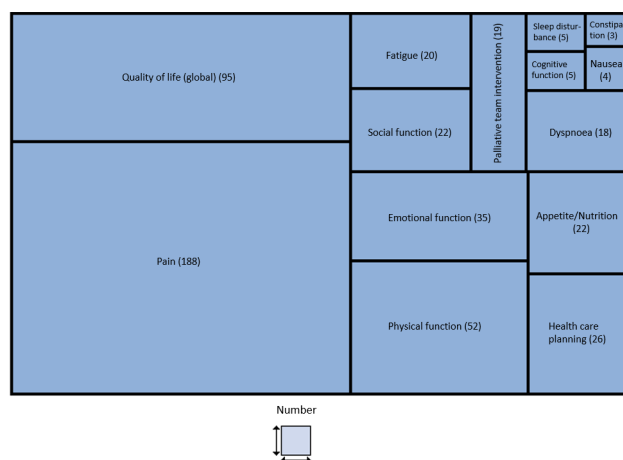 Quality of life (global) (95)
Pain (188)
Fatigue (20)
Social function (22)
Palliative team intervention (19)
Sleep distur-
bance (5)
Constipa
tion (3)
Cognitive
function (5)
Nausea
(4)
Dyspnoea (18)
Emotional function (35)
Appetite/Nutrition
(22)
Physical function (52)
Health care
planning (26)
Number